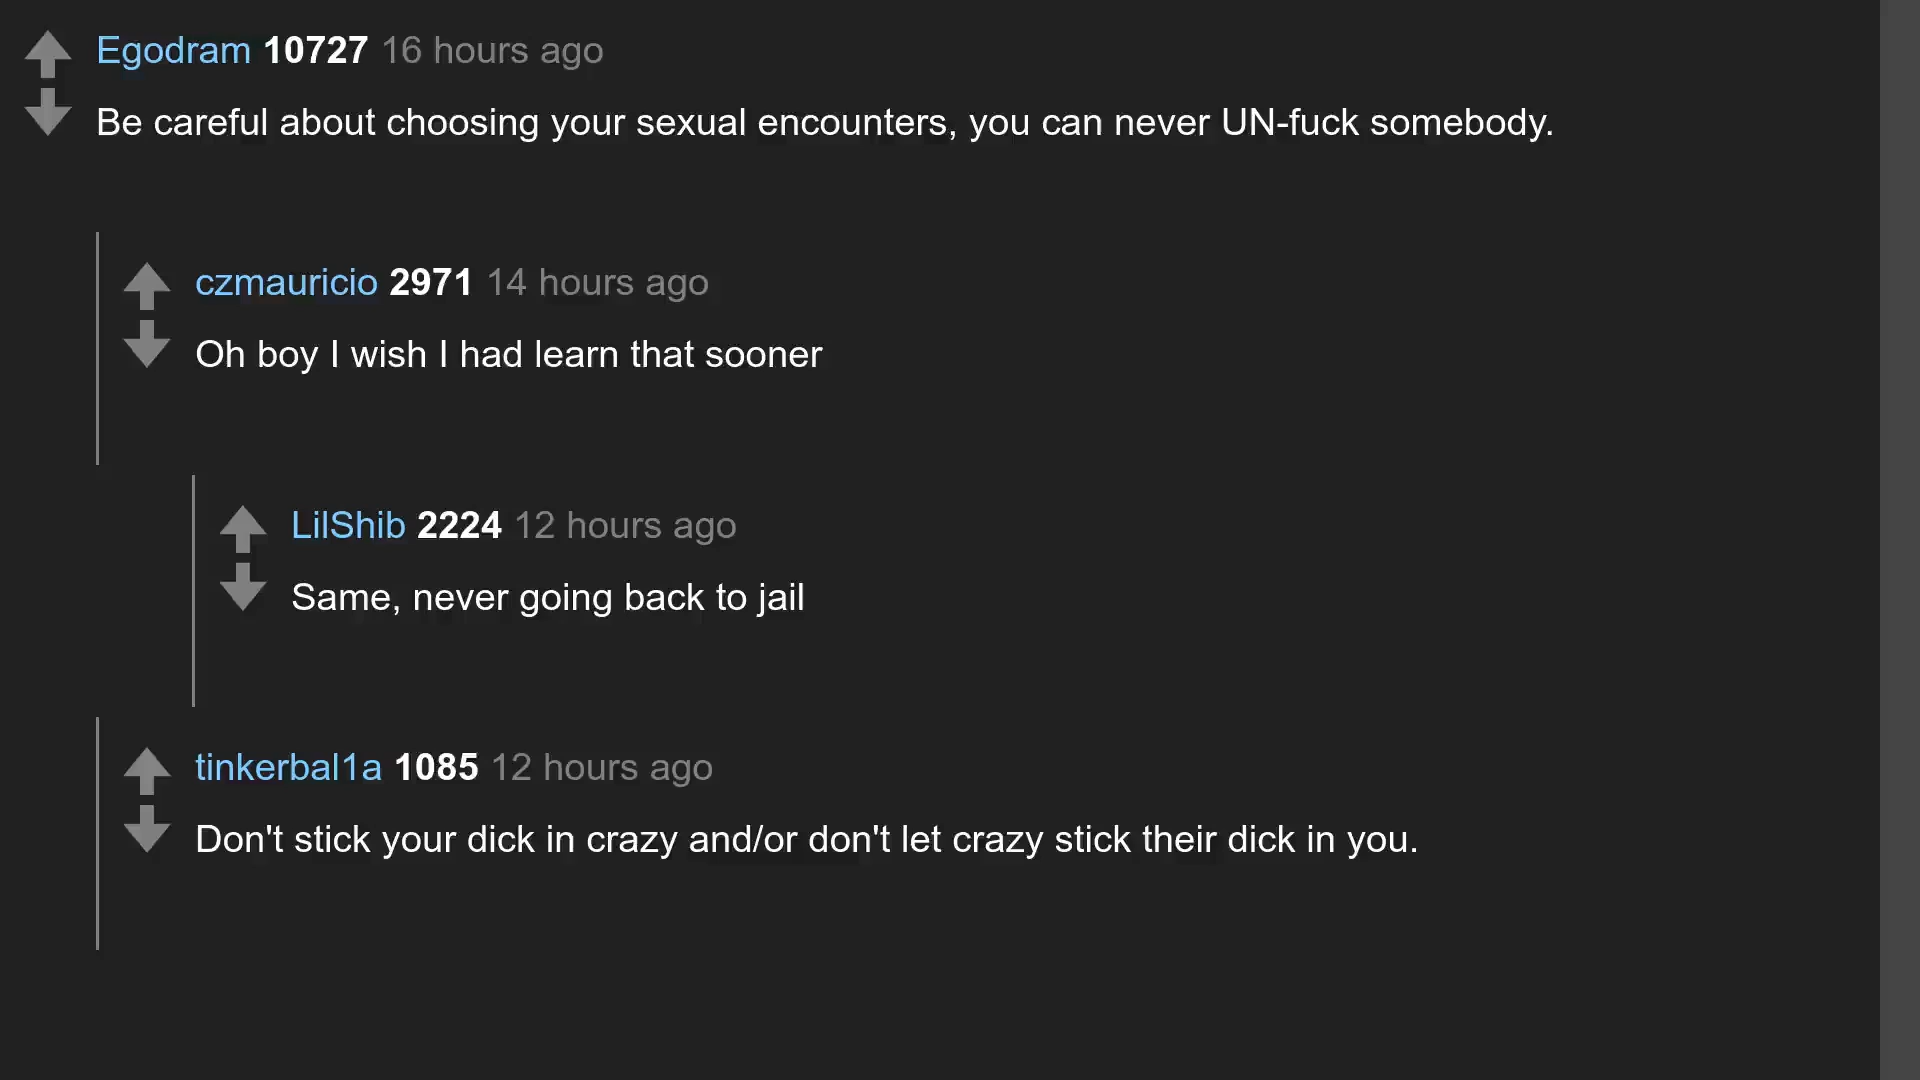 Egodram 10727 16 hours ago
Be careful about choosing your sexual encounters, you can never UN-fuck somebody.
czmauricio 2971 14 hours ago
Oh boy I wish I had learn that sooner
LilShib 2224 12 hours ago
Same, never going back to jail
tinkerbal1a 1085 12 hours ago
Don't stick your dick in crazy and/or don't let crazy stick their dick in you.